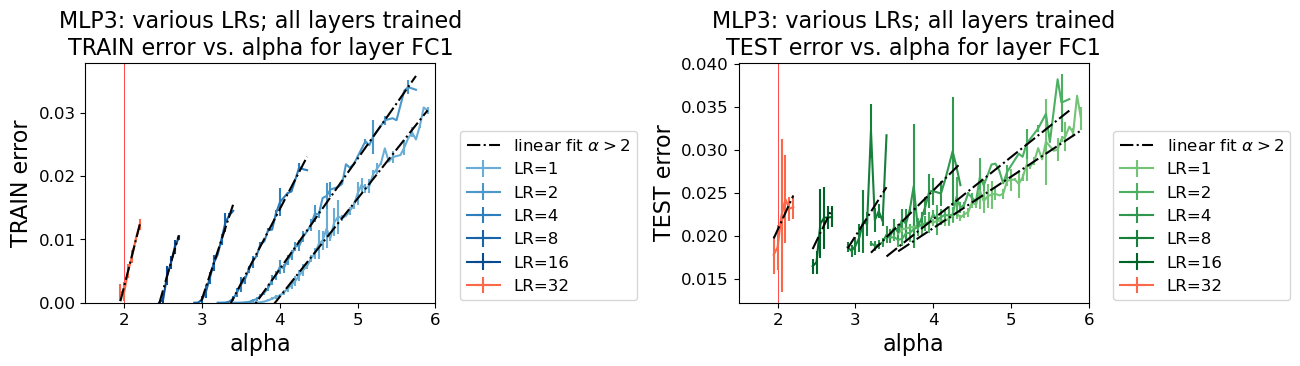 MLP3: various LRs; all layers trained
TRAIN error vs. alpha for layer FC1
TRAIN error
0.03
0.02
0.01
0.00
2
3
4
5
6
alpha
linear fit α > 2
LR=1
LR=2
LR=4
LR=8
LR=16
LR=32
MLP3: various LRs; all layers trained
TEST error vs. alpha for layer FC1
TEST error
0.040
0.035
0.030
0.025
0.020
0.015
2
3
4
5
6
alpha
linear fit α > 2
LR=1
LR=2
LR=4
LR=8
LR=16
LR=32